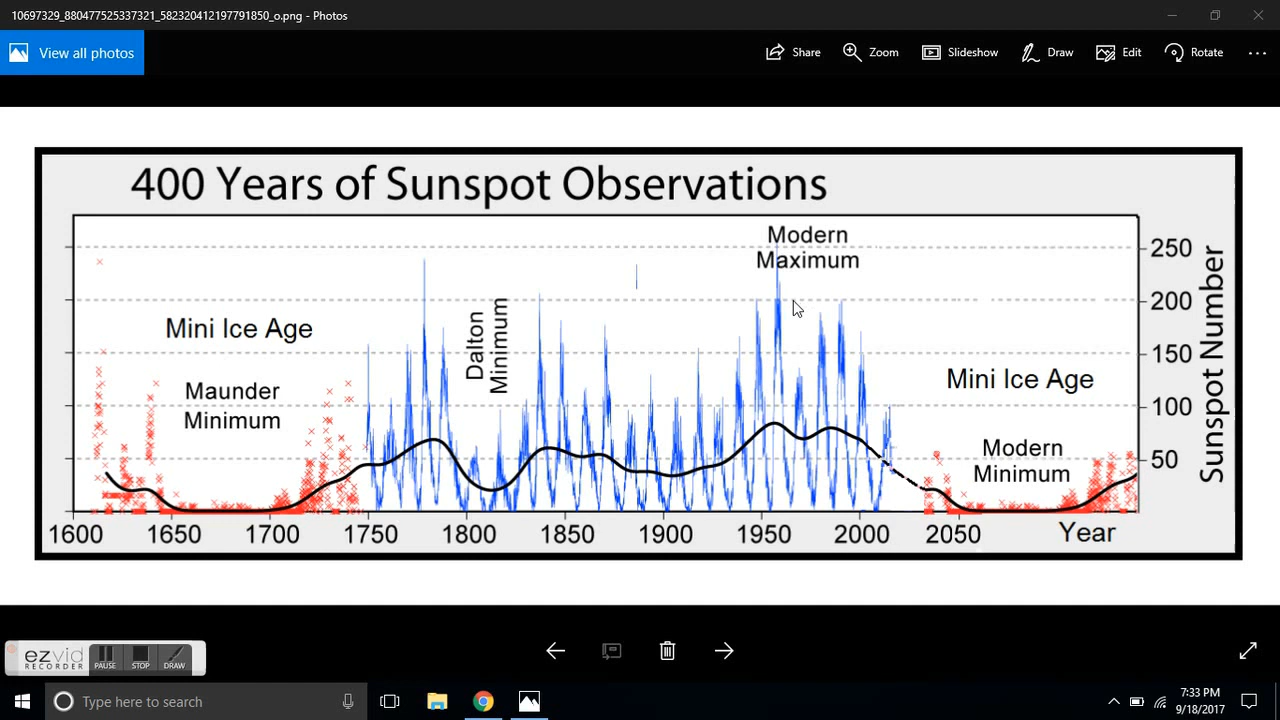 10697329_880477525337321_582320412197791850_o.png - Photos
View all photos
Share
Zoom
Slideshow
Draw
Edit
Rotate
400 Years of Sunspot Observations
Modern
Maximum
250
200
150
100
50
Sunspot Number
Mini Ice Age
Maunder
Minimum
Dalton
Minimum
Mini Ice Age
Modern
Minimum
1600 1650 1700 1750 1800 1850 1900 1950 2000 2050 Year
ezvid
RECORDER
PAUSE
STOP
DRAW
Type here to search
7:33 PM
9/18/2017